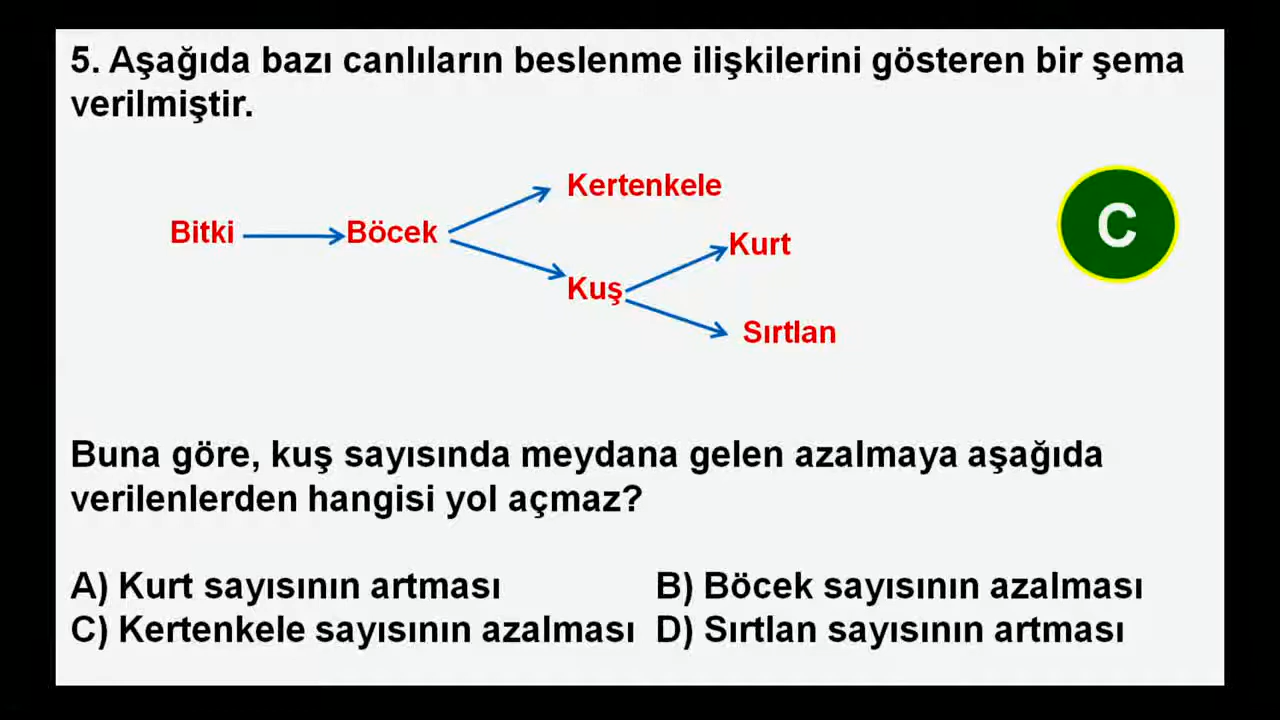 5. Aşağıda bazı canlıların beslenme ilişkilerini gösteren bir şema
verilmiştir.
Kertenkele
Bitki
Böcek
Kurt
Kuş
Sırtlan
C
Buna göre, kuş sayısında meydana gelen azalmaya aşağıda
verilenlerden hangisi yol açmaz?
A) Kurt sayısının artması B) Böcek sayısının azalması
C) Kertenkele sayısının azalması D) Sırtlan sayısının artması